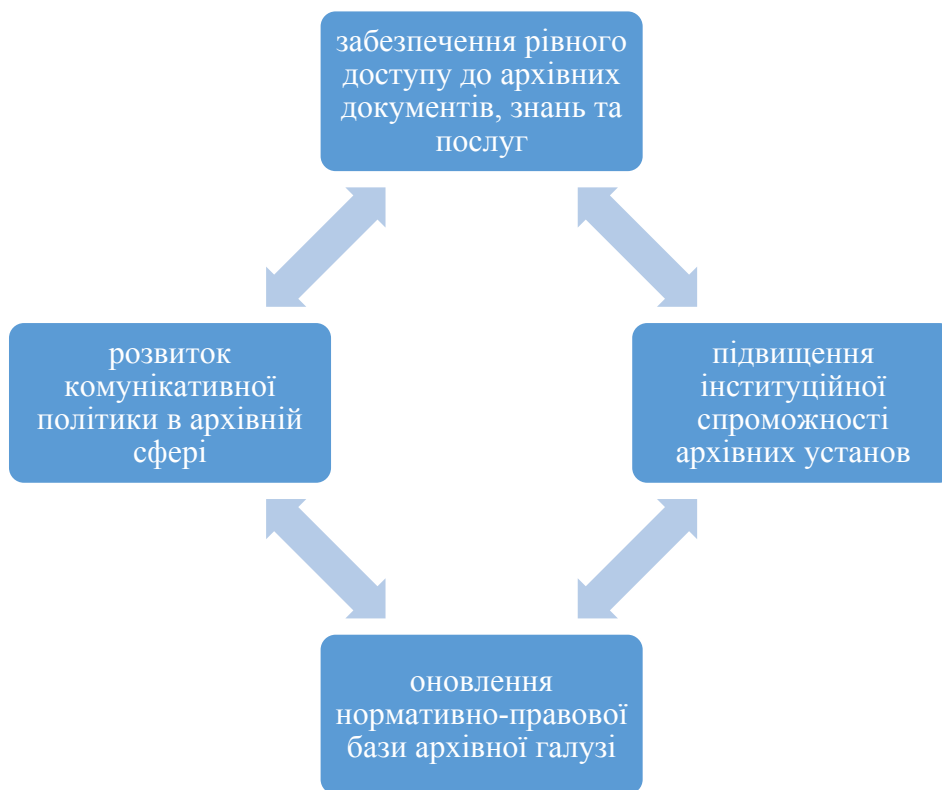 забезпечення рівного
доступу до архівних
документів, знань та
послуг
розвиток
комунікативної
політики в архівній
сфері
підвищення
інституційної
спроможності
архівних установ
оновлення
нормативно-правової
бази архівної галузі